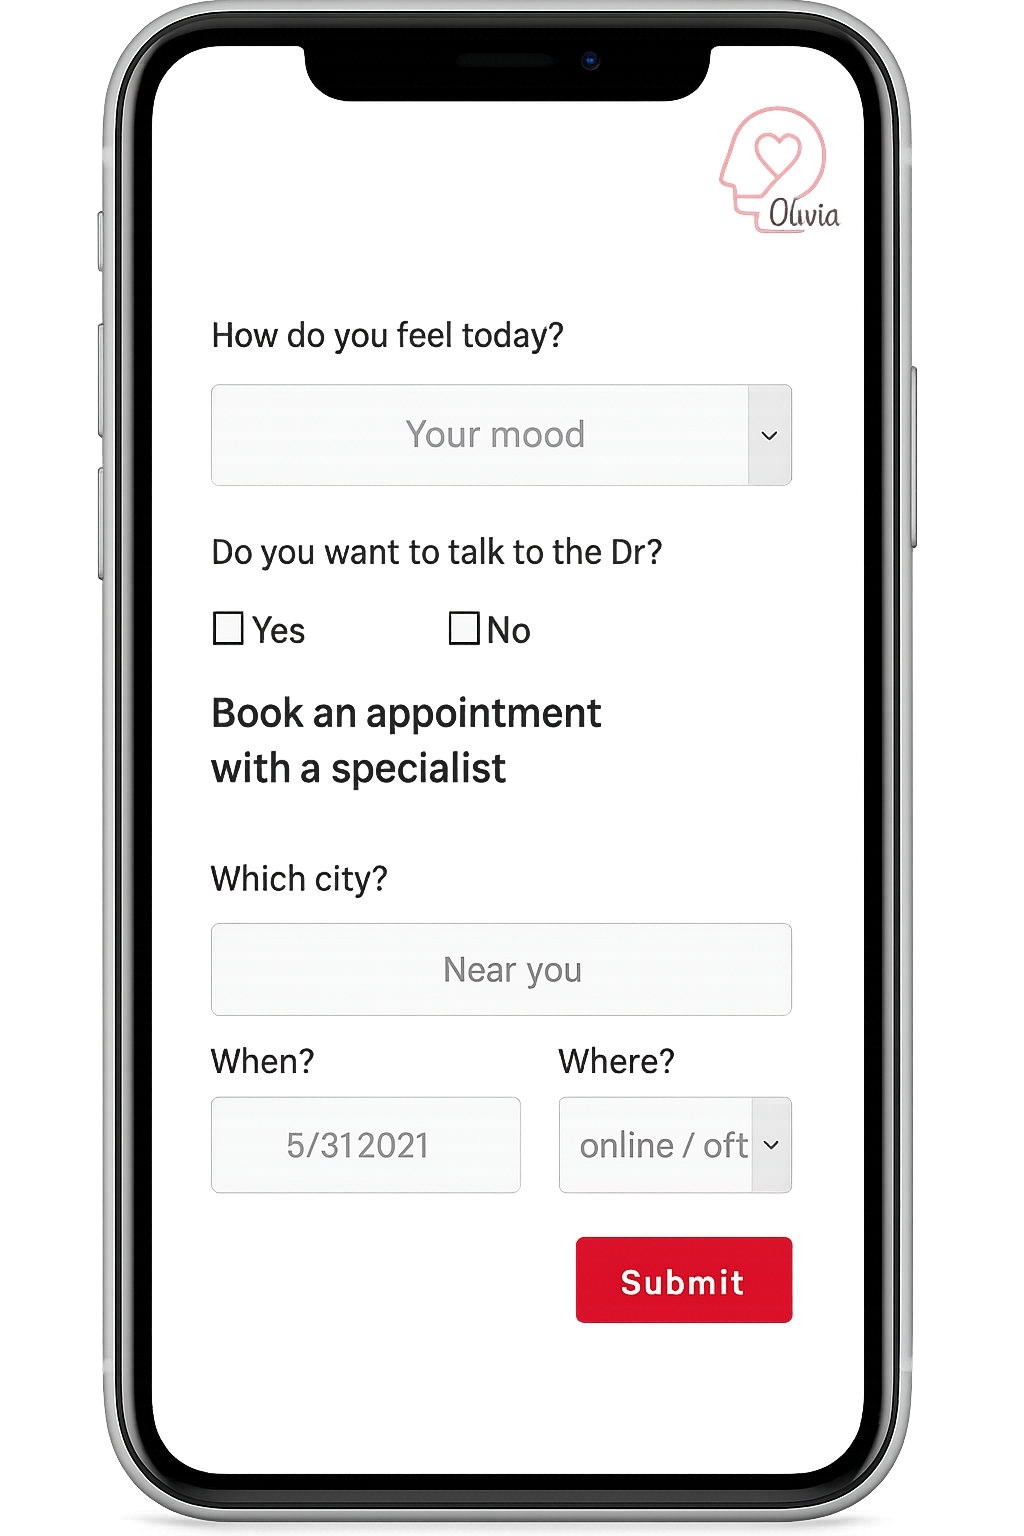 Olivia
How do you feel today?
Your mood
Do you want to talk to the Dr?
Yes No
Book an appointment
with a specialist
Which city?
Near you
When? Where?
5/312021 online / oft
Submit